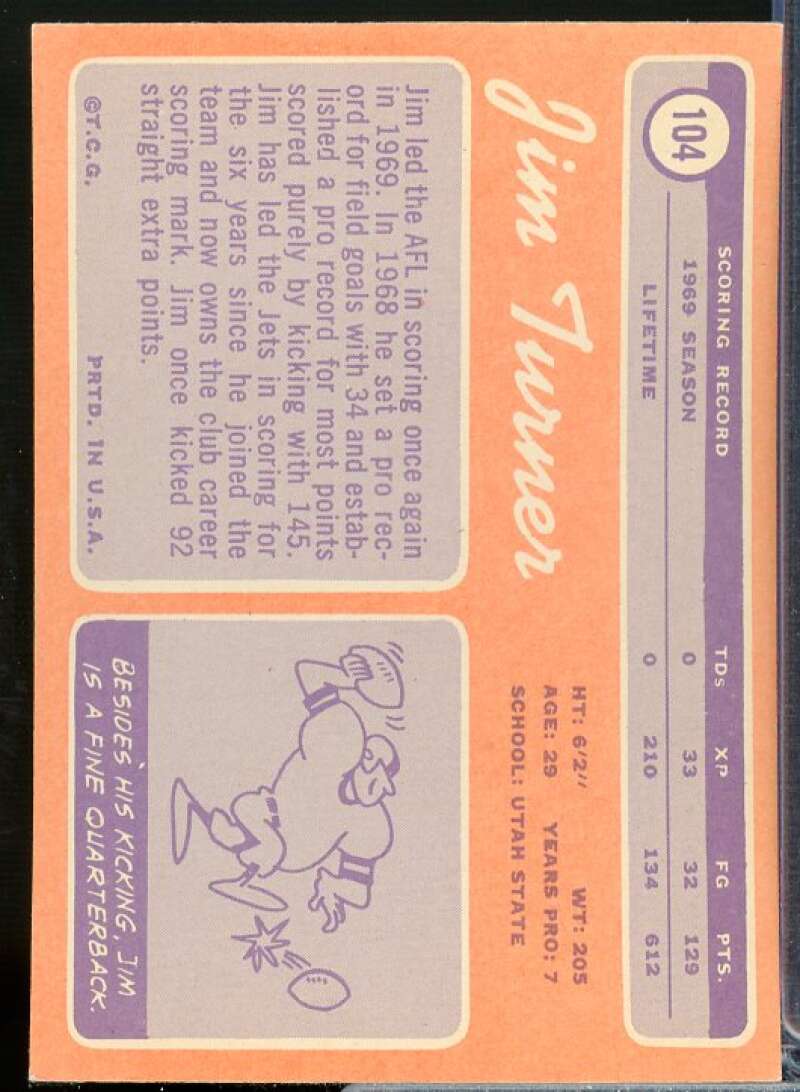 104
SCORING RECORD TDs XP FG PTS.
1969 SEASON 0 33 32 129
LIFETIME 0 210 134 612
Jim Turner
HT: 6'2" WT: 205
AGE: 29 YEARS PRO: 7
SCHOOL: UTAH STATE
Jim led the AFL in scoring once again
in 1969. In 1968 he set a pro rec-
ord for field goals with 34 and estab-
lished a pro record for most points
scored purely by kicking with 145.
Jim has led the Jets in scoring for
the six years since he joined the
team and now owns the club career
scoring mark. Jim once kicked 92
straight extra points.
©T.C.G. PRTD. IN U.S.A.
BESIDES HIS KICKING, JIM
IS A FINE QUARTERBACK.